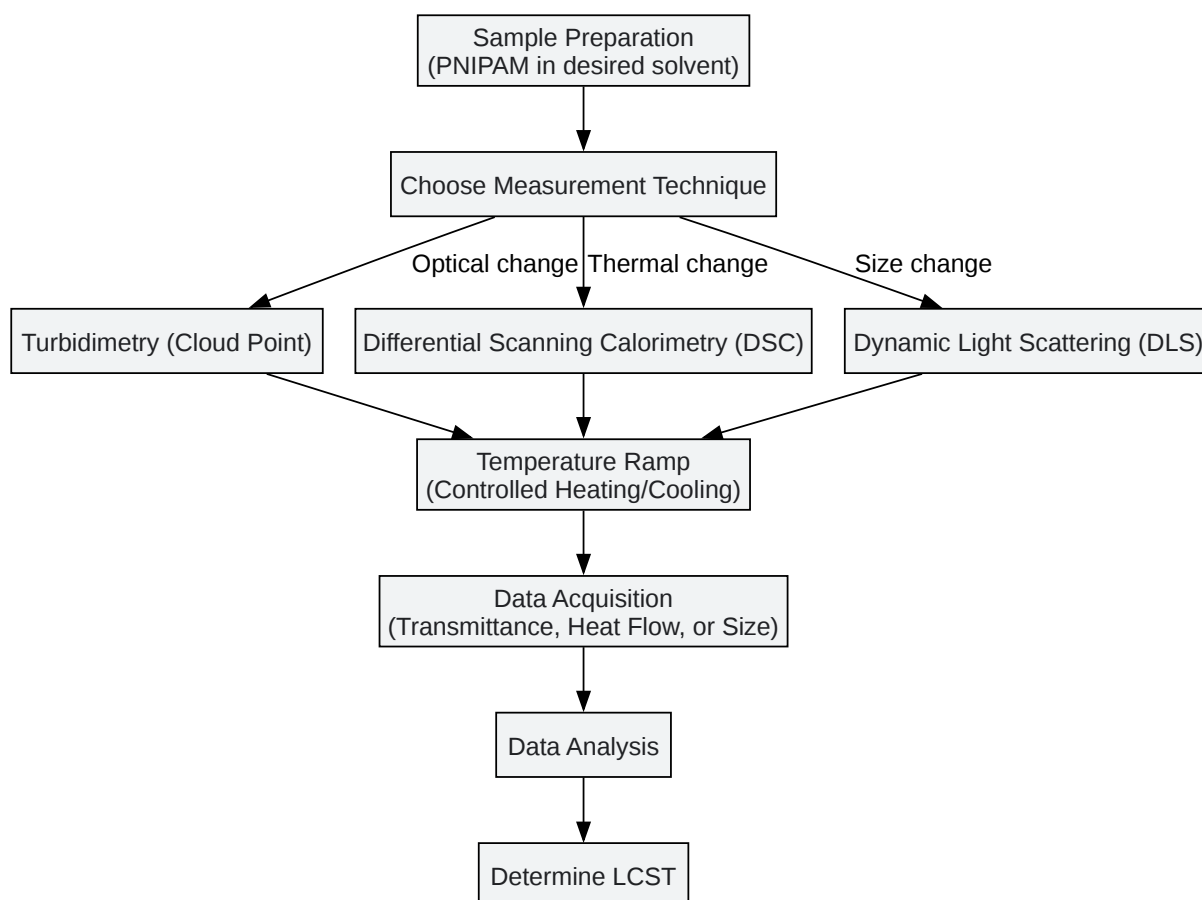 Sample Preparation
(PNIPAM in desired solvent)
Choose Measurement Technique
Optical change
Thermal change
Size change
Turbidimetry (Cloud Point)
Differential Scanning Calorimetry (DSC)
Dynamic Light Scattering (DLS)
Temperature Ramp
(Controlled Heating/Cooling)
Data Acquisition
(Transmittance, Heat Flow, or Size)
Data Analysis
Determine LCST